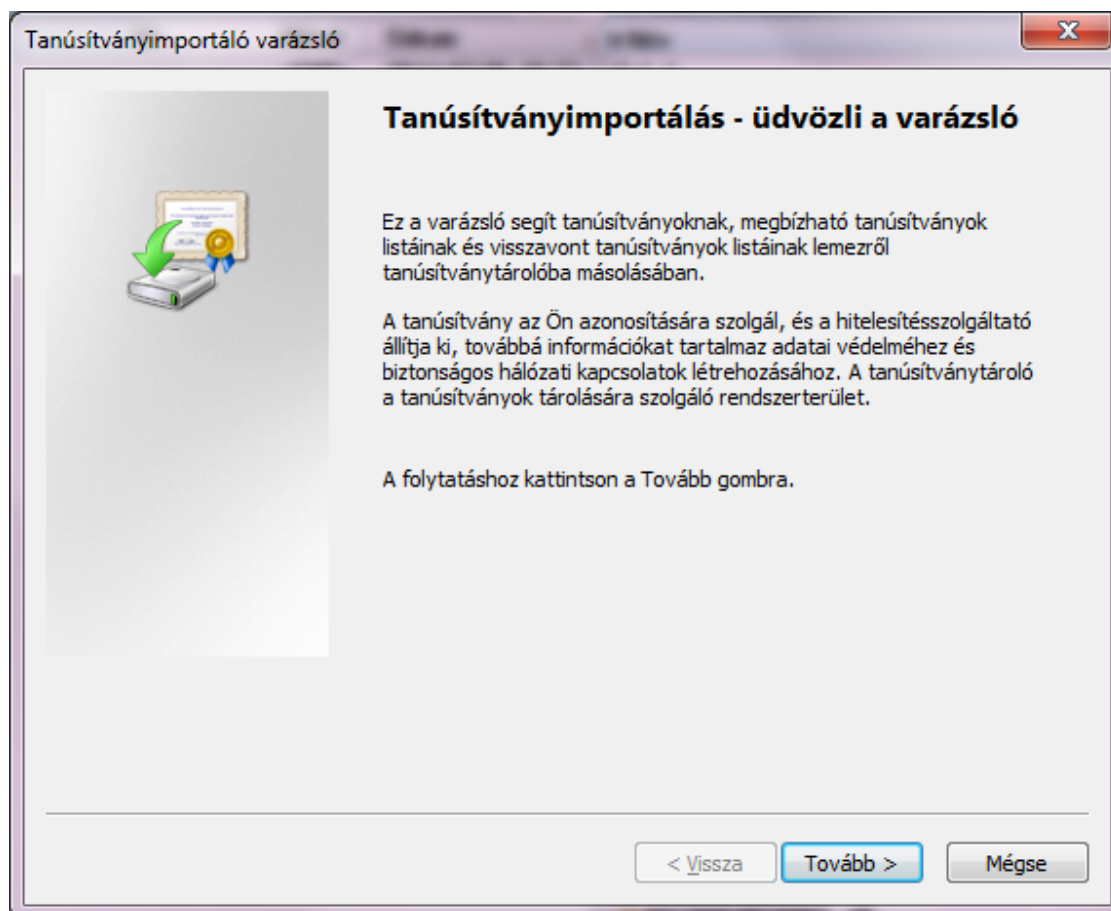 Tanúsítványimportáló varázsló
Tanúsítványimportálás - üdvözli a varázsló
Ez a varázsló segít tanúsítványoknak, megbízható tanúsítványok
listáinak és visszavont tanúsítványok listáinak lemezről
tanúsítványtárolóba másolásában.
A tanúsítvány az Ön azonosítására szolgál, és a hitelesítésszolgáltató
állítja ki, továbbá információkat tartalmaz adatai védelméhez és
biztonságos hálózati kapcsolatok létrehozásához. A tanúsítványtároló
a tanúsítványok tárolására szolgáló rendszerterület.
A folytatáshoz kattintson a Tovább gombra.
< Vissza Tovább > Mégse